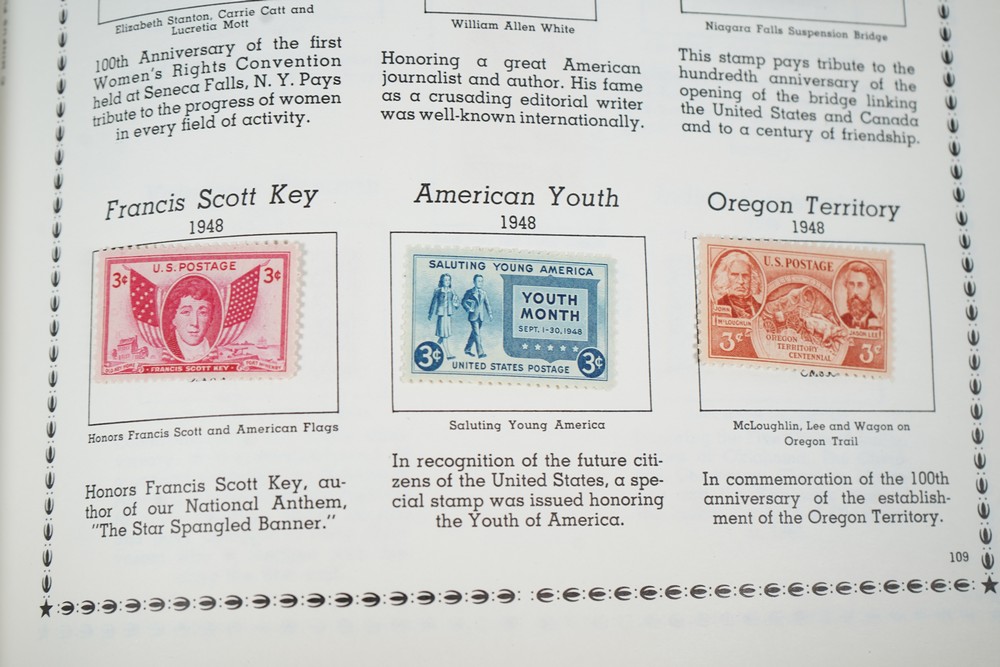 Elizabeth Stanton, Carrie Catt and
Lucretia Mott
100th Anniversary of the first
Women's Rights Convention
held at Seneca Falls, N. Y. Pays
tribute to the progress of women
in every field of activity.
William Allen White
Honoring a great American
journalist and author. His fame
as a crusading editorial writer
was well-known internationally.
Niagara Falls Suspension Bridge
This stamp pays tribute to the
hundredth anniversary of the
opening of the bridge linking
the United States and Canada
and to a century of friendship.
Francis Scott Key
1948
U.S. POSTAGE
3¢ 3¢
FRANCIS SCOTT KEY
FORT McHENRY
Honors Francis Scott and American Flags
Honors Francis Scott Key, au-
thor of our National Anthem,
"The Star Spangled Banner."
American Youth
1948
SALUTING YOUNG AMERICA
YOUTH
MONTH
SEPT. 1-30, 1948
3¢ 3¢
UNITED STATES POSTAGE
Saluting Young America
In recognition of the future citi-
zens of the United States, a spe-
cial stamp was issued honoring
the Youth of America.
Oregon Territory
1948
U.S. POSTAGE
JOHN
McLOUGHLIN
JASON LEE
3¢ 3¢
OREGON
TERRITORY
CENTENNIAL
McLoughlin, Lee and Wagon on
Oregon Trail
In commemoration of the 100th
anniversary of the establish-
ment of the Oregon Territory.
109